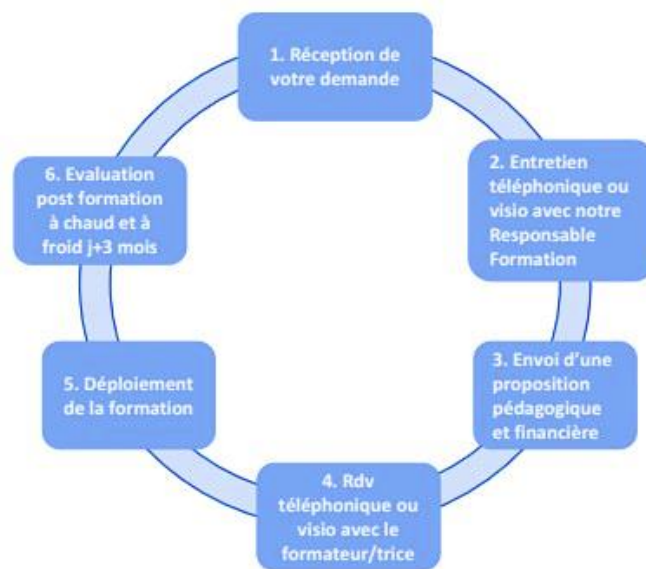 1. Réception de
votre demande
2. Entretien
téléphonique ou
visio avec notre
Responsable
Formation
3. Envoi d’une
proposition
pédagogique
et financière
4. Rdv
téléphonique ou
visio avec le
formateur/trice
5. Déploiement
de la formation
6. Evaluation
post formation
à chaud et à
froid j+3 mois